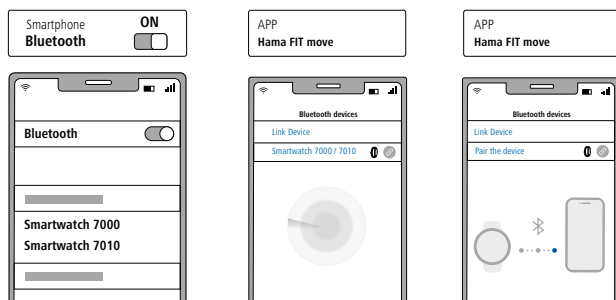 Smartphone
Bluetooth
ON
Bluetooth
Smartwatch 7000
Smartwatch 7010
APP
Hama FIT move
Bluetooth devices
Link Device
Smartwatch 7000 / 7010
APP
Hama FIT move
Bluetooth devices
Link Device
Pair the device